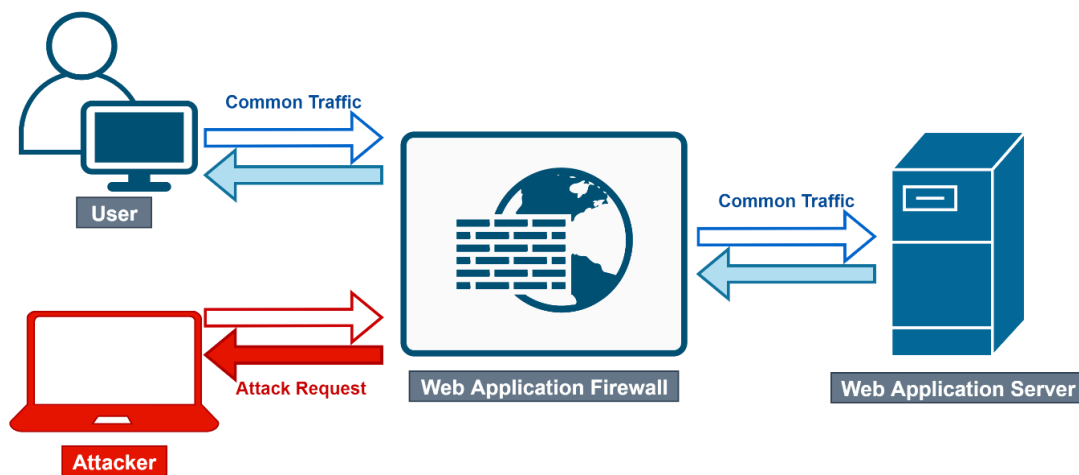 Common Traffic
User
Common Traffic
Attack Request
Web Application Firewall
Web Application Server
Attacker